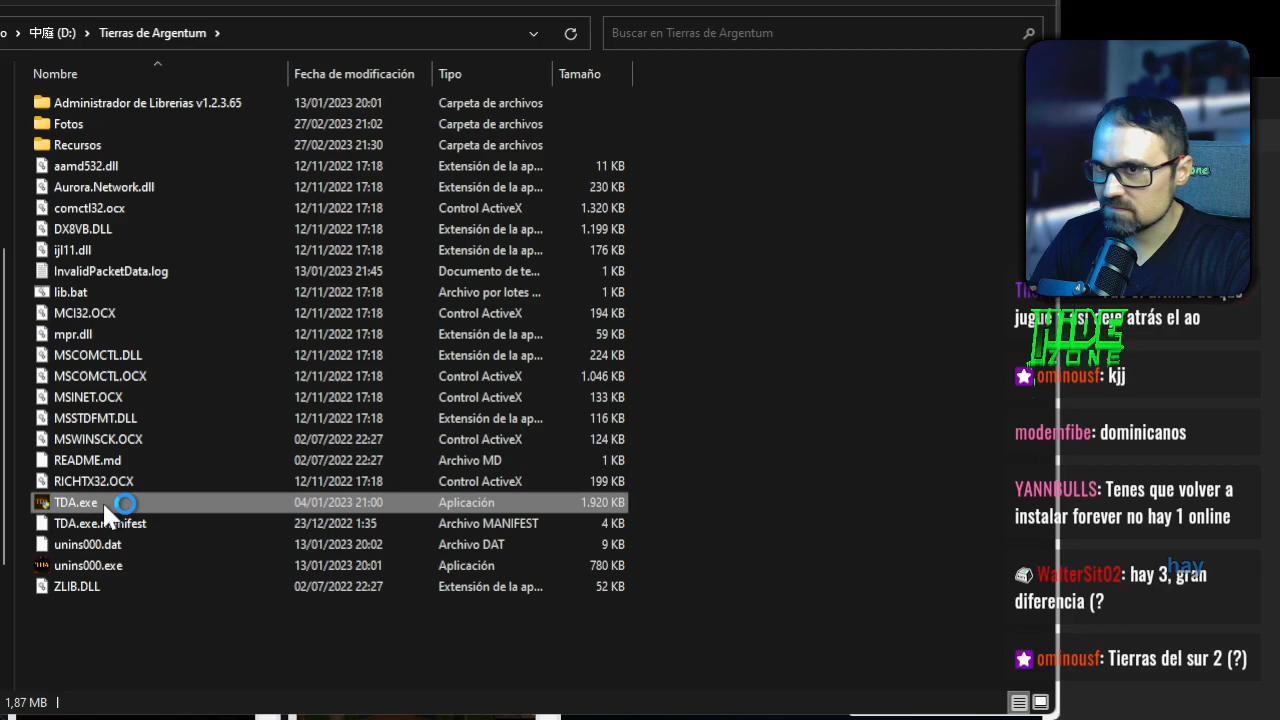 o › 中庭 (D:) › Tierras de Argentum ›
Buscar en Tierras de Argentum
Nombre Fecha de modificación Tipo Tamaño
Administrador de Librerias v1.2.3.65 13/01/2023 20:01 Carpeta de archivos
Fotos 27/02/2023 21:02 Carpeta de archivos
Recursos 27/02/2023 21:30 Carpeta de archivos
aamd532.dll 12/11/2022 17:18 Extensión de la ap... 11 KB
Aurora.Network.dll 12/11/2022 17:18 Extensión de la ap... 230 KB
comctl32.ocx 12/11/2022 17:18 Control ActiveX 1.320 KB
DX8VB.DLL 12/11/2022 17:18 Extensión de la ap... 1.199 KB
ijl11.dll 12/11/2022 17:18 Extensión de la ap... 176 KB
InvalidPacketData.log 13/01/2023 21:45 Documento de te... 1 KB
lib.bat 12/11/2022 17:18 Archivo por lotes ... 1 KB
MCI32.OCX 12/11/2022 17:18 Control ActiveX 194 KB
mpr.dll 12/11/2022 17:18 Extensión de la ap... 59 KB
MSCOMCTL.DLL 12/11/2022 17:18 Extensión de la ap... 224 KB
MSCOMCTL.OCX 12/11/2022 17:18 Control ActiveX 1.046 KB
MSINET.OCX 12/11/2022 17:18 Control ActiveX 133 KB
MSSTDFMT.DLL 12/11/2022 17:18 Extensión de la ap... 116 KB
MSWINSCK.OCX 02/07/2022 22:27 Control ActiveX 124 KB
README.md 02/07/2022 22:27 Archivo MD 1 KB
RICHTX32.OCX 02/07/2022 22:27 Control ActiveX 199 KB
TDA.exe 04/01/2023 21:00 Aplicación 1.920 KB
TDA.exe.manifest 23/12/2022 1:35 Archivo MANIFEST 4 KB
unins000.dat 13/01/2023 20:02 Archivo DAT 9 KB
unins000.exe 13/01/2023 20:01 Aplicación 780 KB
ZLIB.DLL 02/07/2022 22:27 Extensión de la ap... 52 KB
1,87 MB
atrás el ao
ZONE
ominousf: kjj
modernfibe: dominicanos
YANNBULLS: Tenes que volver a
instalar forever no hay 1 online
hay
WalterSit02: hay 3, gran
diferencia (?
ominousf: Tierras del sur 2 (?)